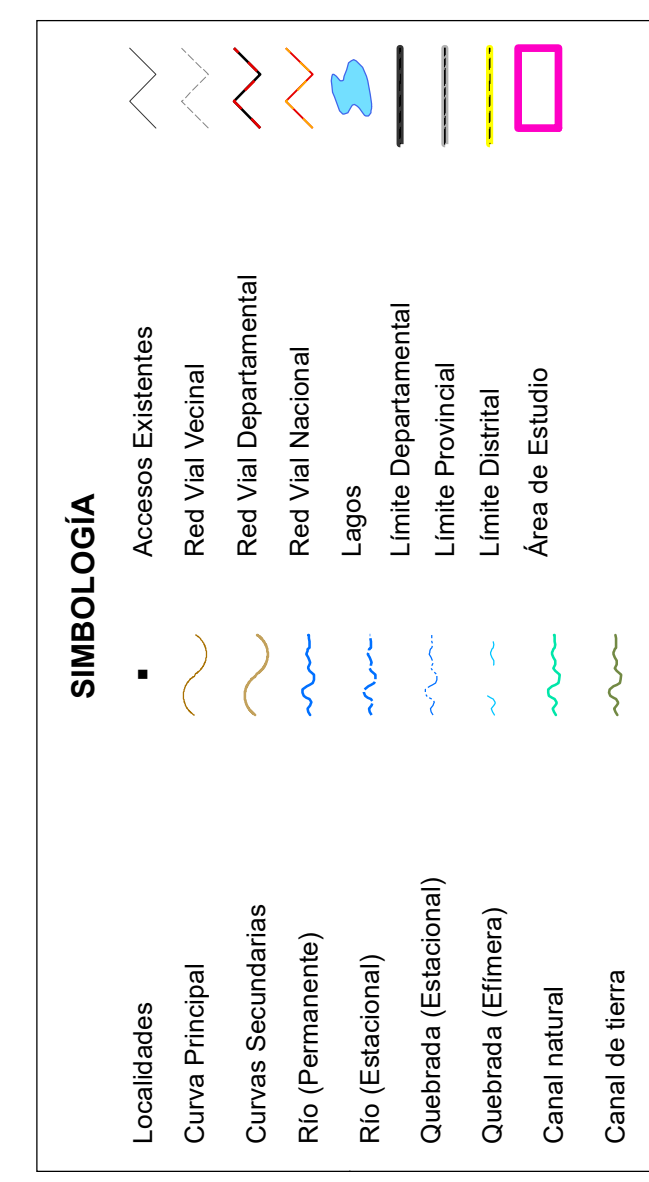 SIMBOLOGÍA
Localidades
Curva Principal
Curvas Secundarias
Río (Permanente)
Río (Estacional)
Quebrada (Estacional)
Quebrada (Efímera)
Canal natural
Canal de tierra
Accesos Existentes
Red Vial Vecinal
Red Vial Departamental
Red Vial Nacional
Lagos
Límite Departamental
Límite Provincial
Límite Distrital
Área de Estudio